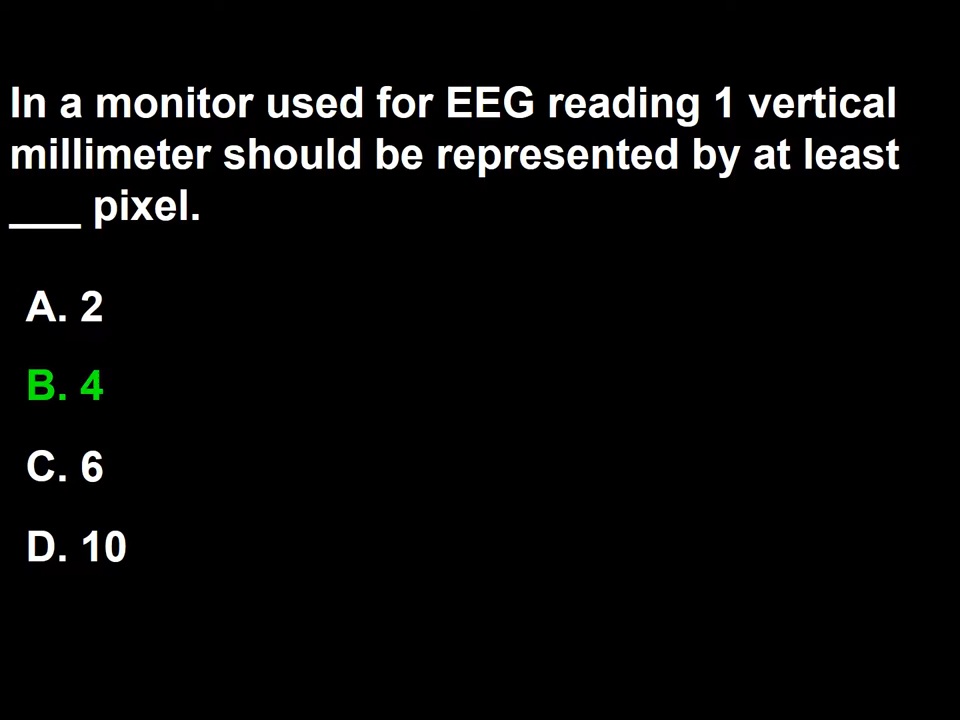 In a monitor used for EEG reading 1 vertical
millimeter should be represented by at least
___ pixel.
A. 2
B. 4
C. 6
D. 10